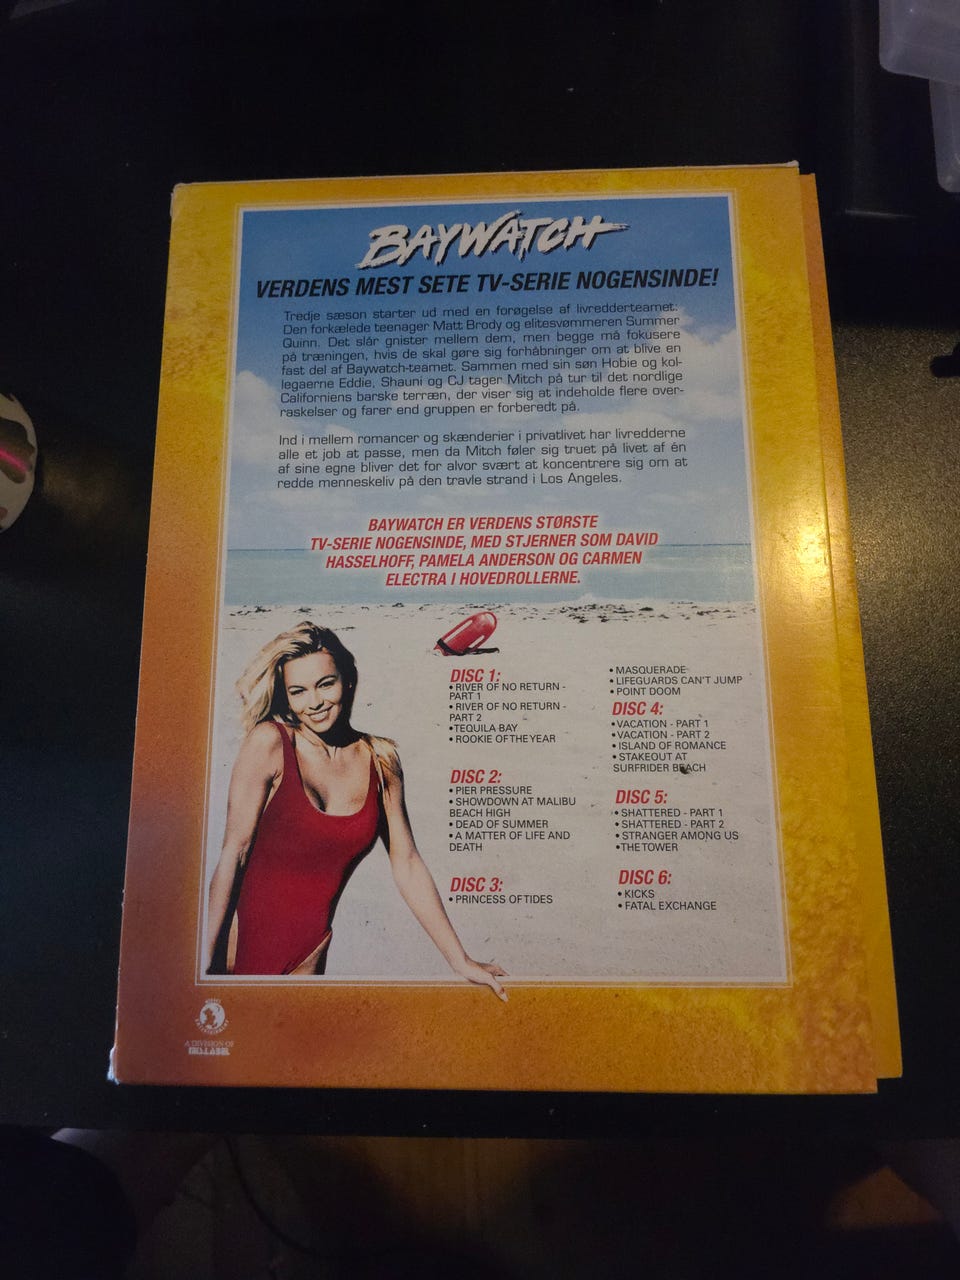 BAYWATCH
VERDENS MEST SETE TV-SERIE NOGENSINDE!
Tredje sæson starter ud med en forøgelse af livredderteamet:
Den forkælede teenager Matt Brody og elitesvømmeren Summer
Quinn. Det slår gnister mellem dem, men begge må fokusere
på træningen, hvis de skal gøre sig forhåbninger om at blive en
fast del af Baywatch-teamet. Sammen med sin søn Hobie og kol-
legaerne Eddie, Shauni og CJ tager Mitch på tur til det nordlige
Californiens barske terræn, der viser sig at indeholde flere over-
raskelser og farer end gruppen er forberedt på.
Ind i mellem romancer og skænderier i privatlivet har livredderne
alle et job at passe, men da Mitch føler sig truet på livet af én
af sine egne bliver det for alvor svært at koncentrere sig om at
redde menneskeliv på den travle strand i Los Angeles.
BAYWATCH ER VERDENS STØRSTE
TV-SERIE NOGENSINDE, MED STJERNER SOM DAVID
HASSELHOFF, PAMELA ANDERSON OG CARMEN
ELECTRA I HOVEDROLLERNE.
DISC 1:
• RIVER OF NO RETURN -
PART 1
• RIVER OF NO RETURN -
PART 2
• TEQUILA BAY
• ROOKIE OF THE YEAR
DISC 2:
• PIER PRESSURE
• SHOWDOWN AT MALIBU
BEACH HIGH
• DEAD OF SUMMER
• A MATTER OF LIFE AND
DEATH
DISC 3:
• PRINCESS OF TIDES
• MASQUERADE
• LIFEGUARDS CAN'T JUMP
• POINT DOOM
DISC 4:
• VACATION - PART 1
• VACATION - PART 2
• ISLAND OF ROMANCE
• STAKEOUT AT
SURFRIDER BEACH
DISC 5:
• SHATTERED - PART 1
• SHATTERED - PART 2
• STRANGER AMONG US
• THE TOWER
DISC 6:
• KICKS
• FATAL EXCHANGE
ENTERTAINMENT
A DIVISION OF